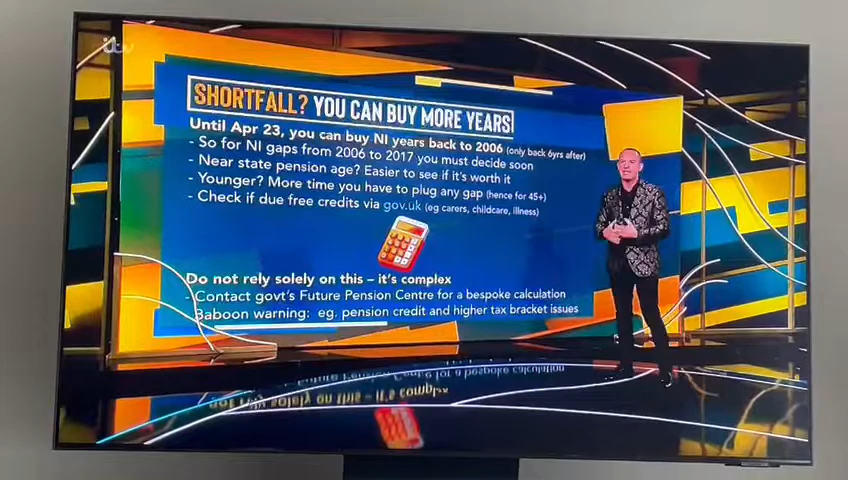 itv
SHORTFALL? YOU CAN BUY MORE YEARS
Until Apr 23, you can buy NI years back to 2006 (only back 6yrs after)
- So for NI gaps from 2006 to 2017 you must decide soon
- Near state pension age? Easier to see if it's worth it
- Younger? More time you have to plug any gap (hence for 45+)
- Check if due free credits via gov.uk (eg carers, childcare, illness)
Do not rely solely on this – it's complex
- Contact govt's Future Pension Centre for a bespoke calculation
Baboon warning: eg. pension credit and higher tax bracket issues